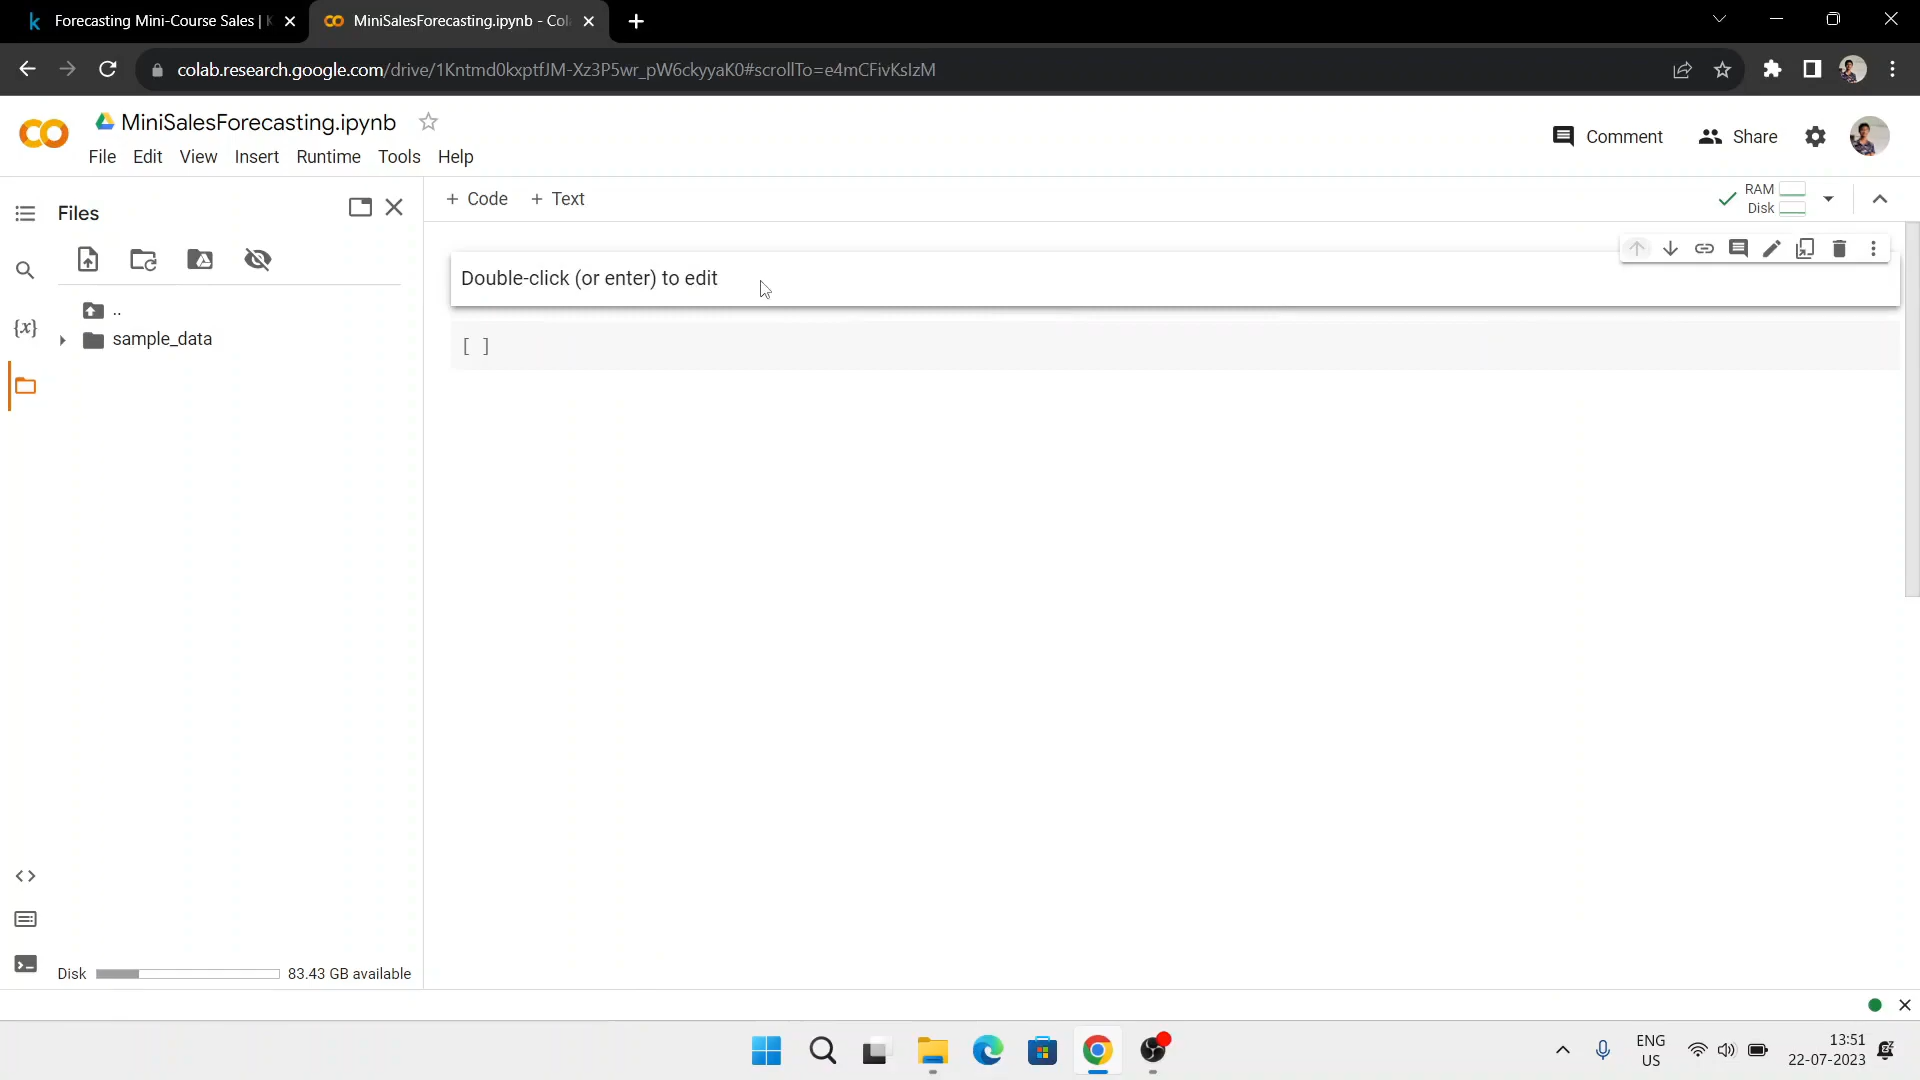 Forecasting Mini-Course Sales | K
MiniSalesForecasting.ipynb - Col
colab.research.google.com/drive/1Kntmd0kxptfJM-Xz3P5wr_pW6ckyyaK0#scrollTo=e4mCFivKsIzM
MiniSalesForecasting.ipynb
Comment
Share
File Edit View Insert Runtime Tools Help
Files
+ Code + Text
RAM
Disk
Double-click (or enter) to edit
..
sample_data
{x}
[ ]
Disk
83.43 GB available
ENG
US
13:51
22-07-2023